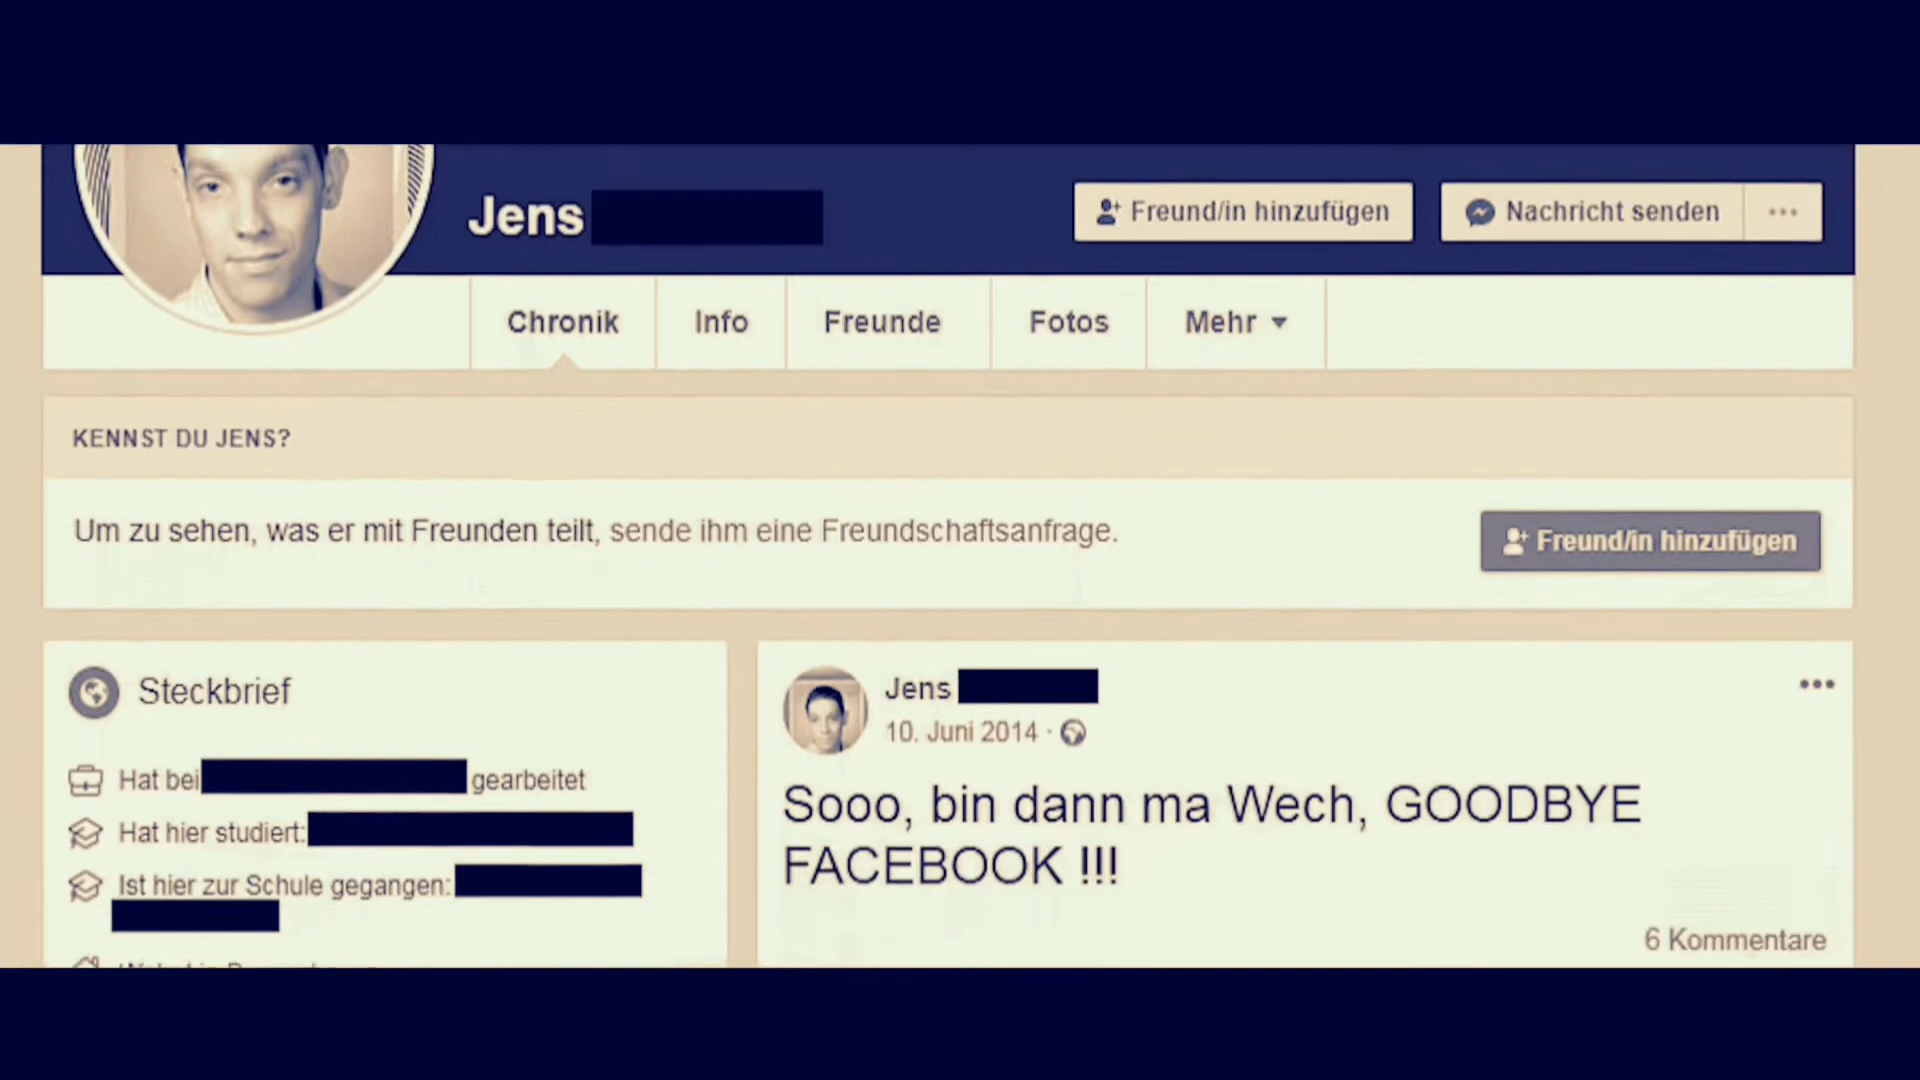 Jens
Freund/in hinzufügen
Nachricht senden
Chronik
Info
Freunde
Fotos
Mehr
KENNST DU JENS?
Um zu sehen, was er mit Freunden teilt, sende ihm eine Freundschaftsanfrage.
Freund/in hinzufügen
Steckbrief
Hat bei gearbeitet
Hat hier studiert:
Ist hier zur Schule gegangen:
Jens
10. Juni 2014 ·
Sooo, bin dann ma Wech, GOODBYE
FACEBOOK !!!
6 Kommentare